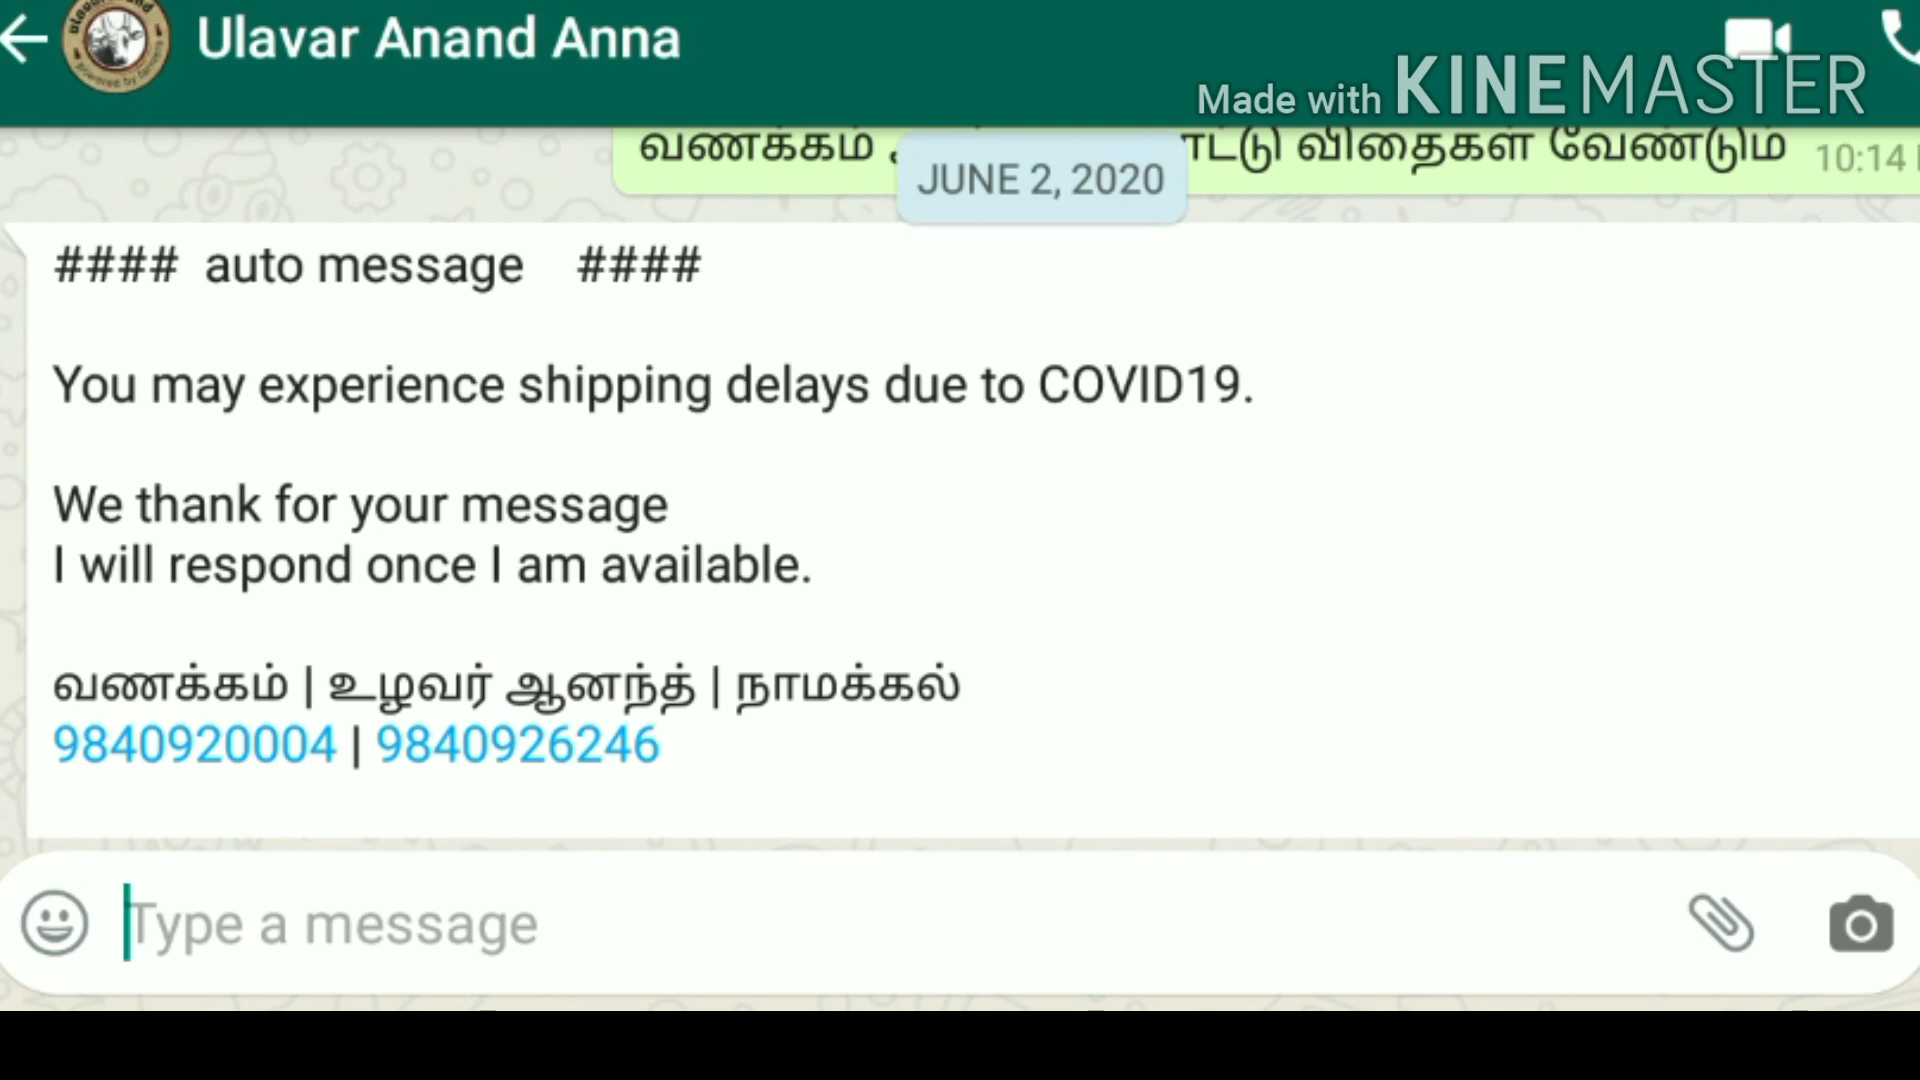 Ulavar Anand Anna
Made with KINEMASTER
வணக்கம் விதைகள் வேண்டும் 10:14
JUNE 2, 2020
#### auto message ####
You may experience shipping delays due to COVID19.
We thank for your message
I will respond once I am available.
வணக்கம் | உழவர் ஆனந்த் | நாமக்கல்
9840920004 | 9840926246
Type a message